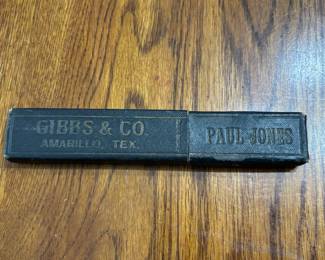 GIBBS & CO.
AMARILLO, TEX.
PAUL JONES